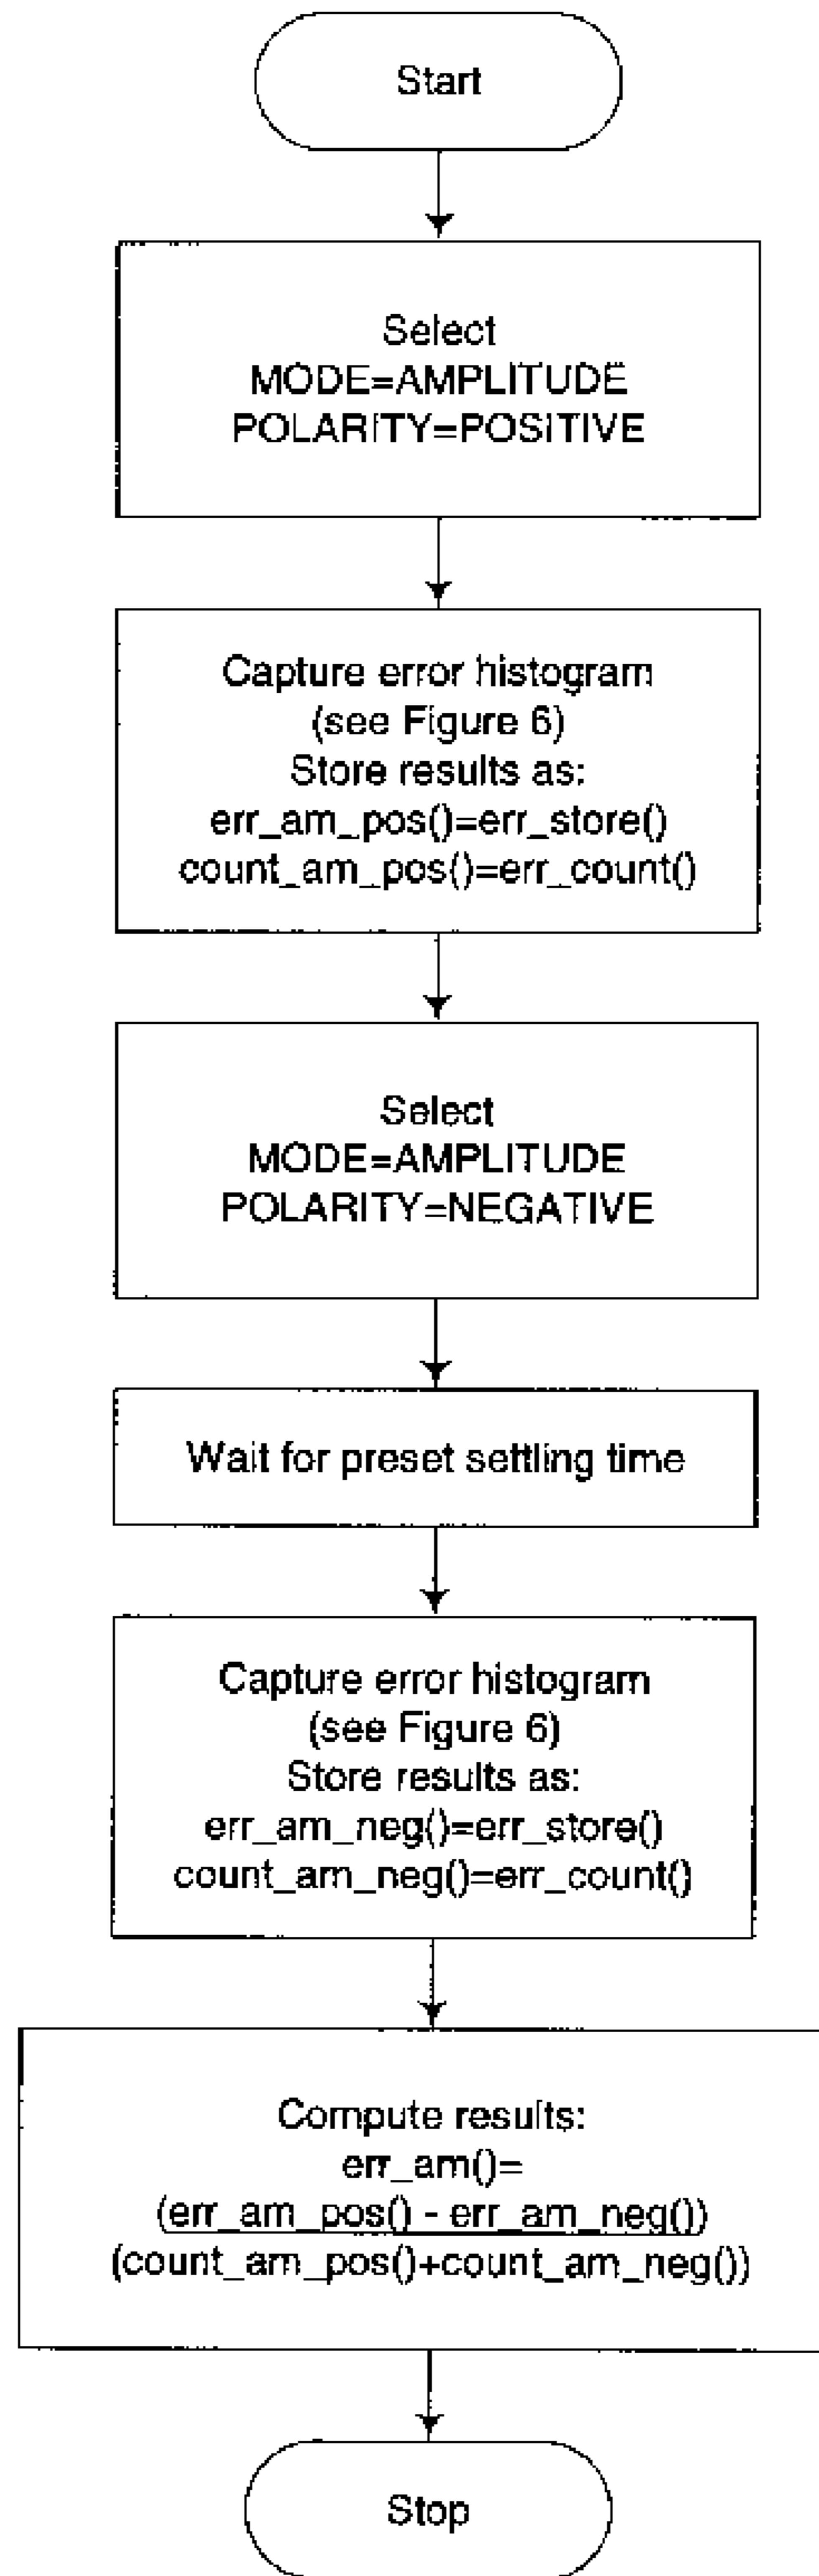 Start
Select
MODE=AMPLITUDE
POLARITY=POSITIVE
Capture error histogram
(see Figure 6)
Store results as:
err_am_pos()=err_store()
count_am_pos()=err_count()
Select
MODE=AMPLITUDE
POLARITY=NEGATIVE
Wait for preset settling time
Capture error histogram
(see Figure 6)
Store results as:
err_am_neg()=err_store()
count_am_neg()=err_count()
Compute results:
err_am()=
(err_am_pos() - err_am_neg())
(count_am_pos()+count_am_neg())
Stop